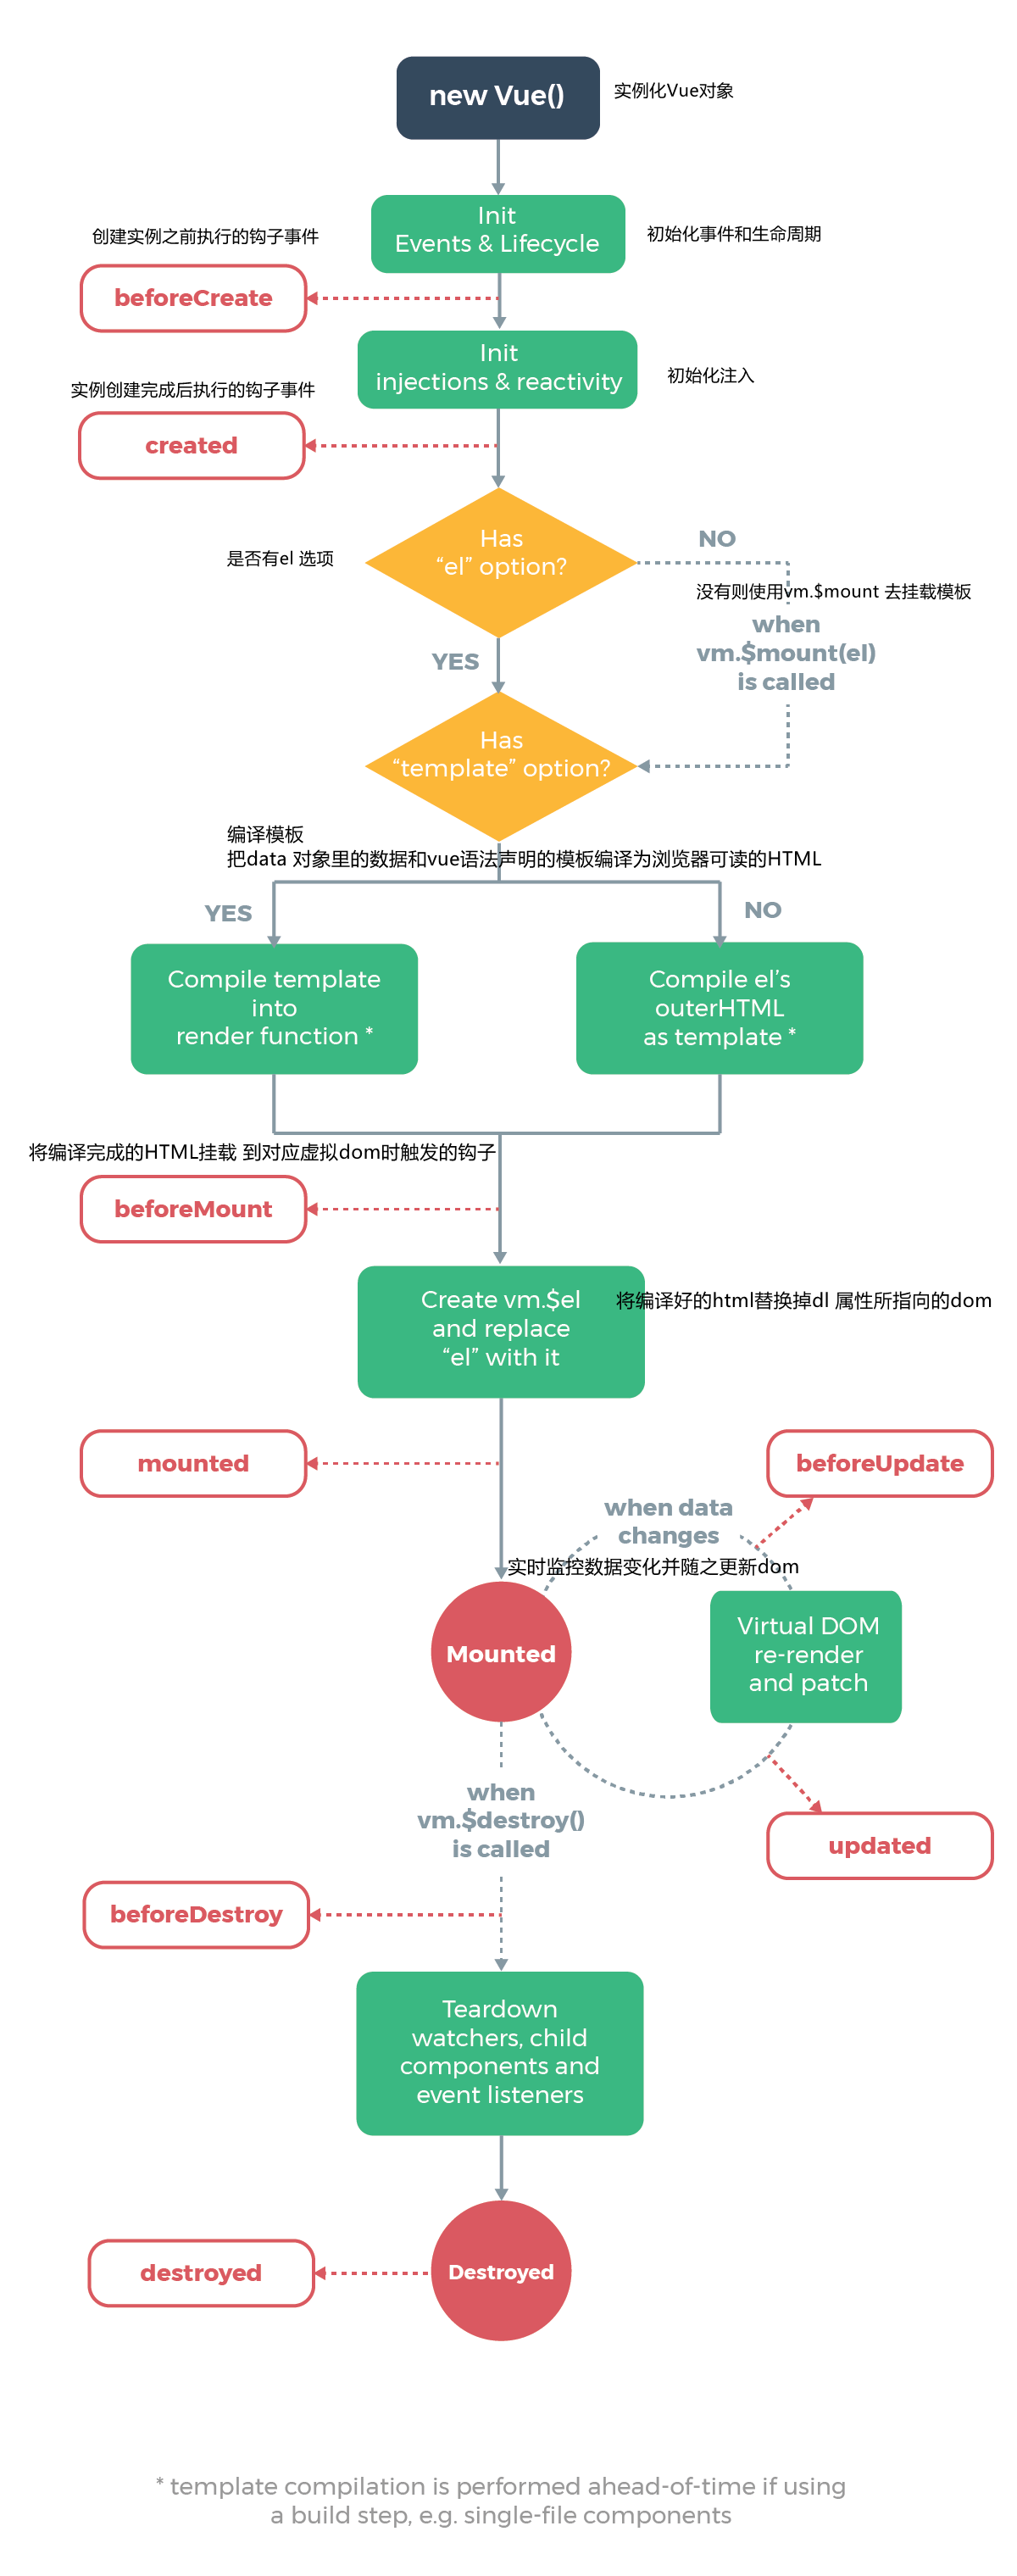 new Vue()
实例化Vue对象
Init
Events & Lifecycle
初始化事件和生命周期
创建实例之前执行的钩子事件
beforeCreate
Init
injections & reactivity
初始化注入
实例创建完成后执行的钩子事件
created
Has
“el” option?
是否有el 选项
NO
没有则使用vm.$mount 去挂载模板
when
vm.$mount(el)
is called
YES
Has
“template” option?
编译模板
把data 对象里的数据和vue语法声明的模板编译为浏览器可读的HTML
YES
NO
Compile template
into
render function *
Compile el’s
outerHTML
as template *
将编译完成的HTML挂载 到对应虚拟dom时触发的钩子
beforeMount
Create vm.$el
and replace
“el” with it
将编译好的html替换掉dl 属性所指向的dom
mounted
beforeUpdate
when data
changes
实时监控数据变化并随之更新dom
Mounted
Virtual DOM
re-render
and patch
when
vm.$destroy()
is called
updated
beforeDestroy
Teardown
watchers, child
components and
event listeners
destroyed
Destroyed
* template compilation is performed ahead-of-time if using
a build step, e.g. single-file components